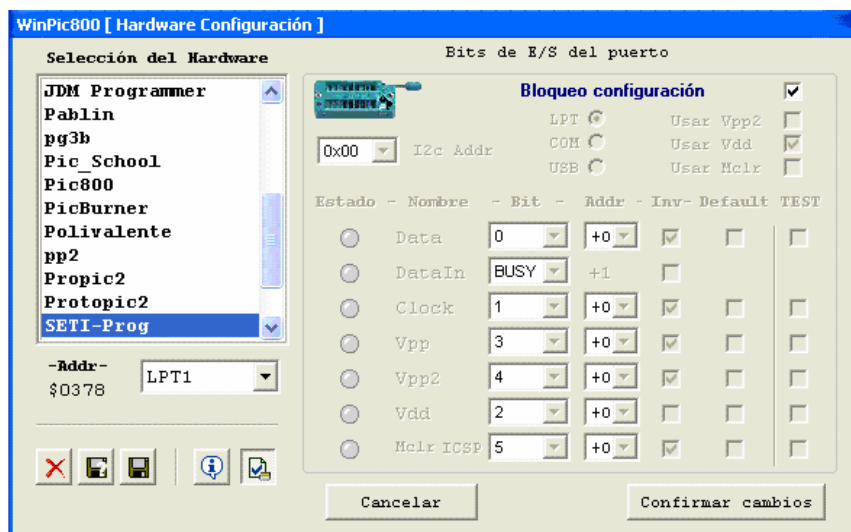 WinPic800 [ Hardware Configuración ]
Selección del Hardware
JDM Programmer
Pablin
pg3b
Pic_School
Pic800
PicBurner
Polivalente
pp2
Propic2
Protopic2
SETI-Prog
-Addr-
$0378
LPT1
Bits de E/S del puerto
Bloqueo configuración
0x00 I2c Addr
LPT Usar Vpp2
COM Usar Vdd
USB Usar Mclr
Estado - Nombre - Bit - Addr - Inv- Default TEST
Data 0 +0
DataIn BUSY +1
Clock 1 +0
Vpp 3 +0
Vpp2 4 +0
Vdd 2 +0
Mclr ICSP 5 +0
Cancelar Confirmar cambios